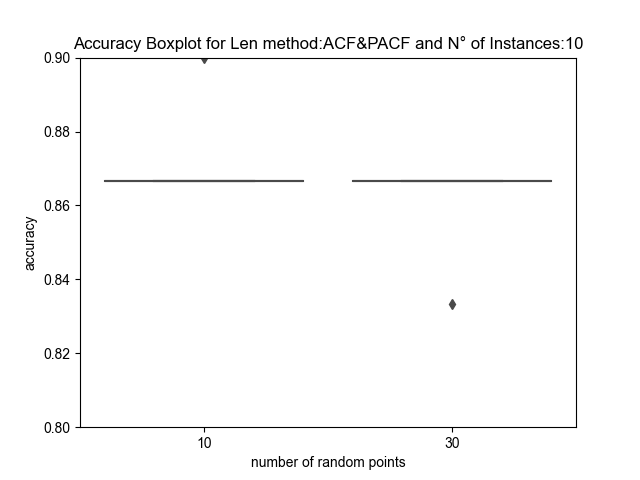 Accuracy Boxplot for Len method:ACF&PACF and N° of Instances:10
0.90
0.88
0.86
0.84
0.82
0.80
accuracy
10
30
number of random points